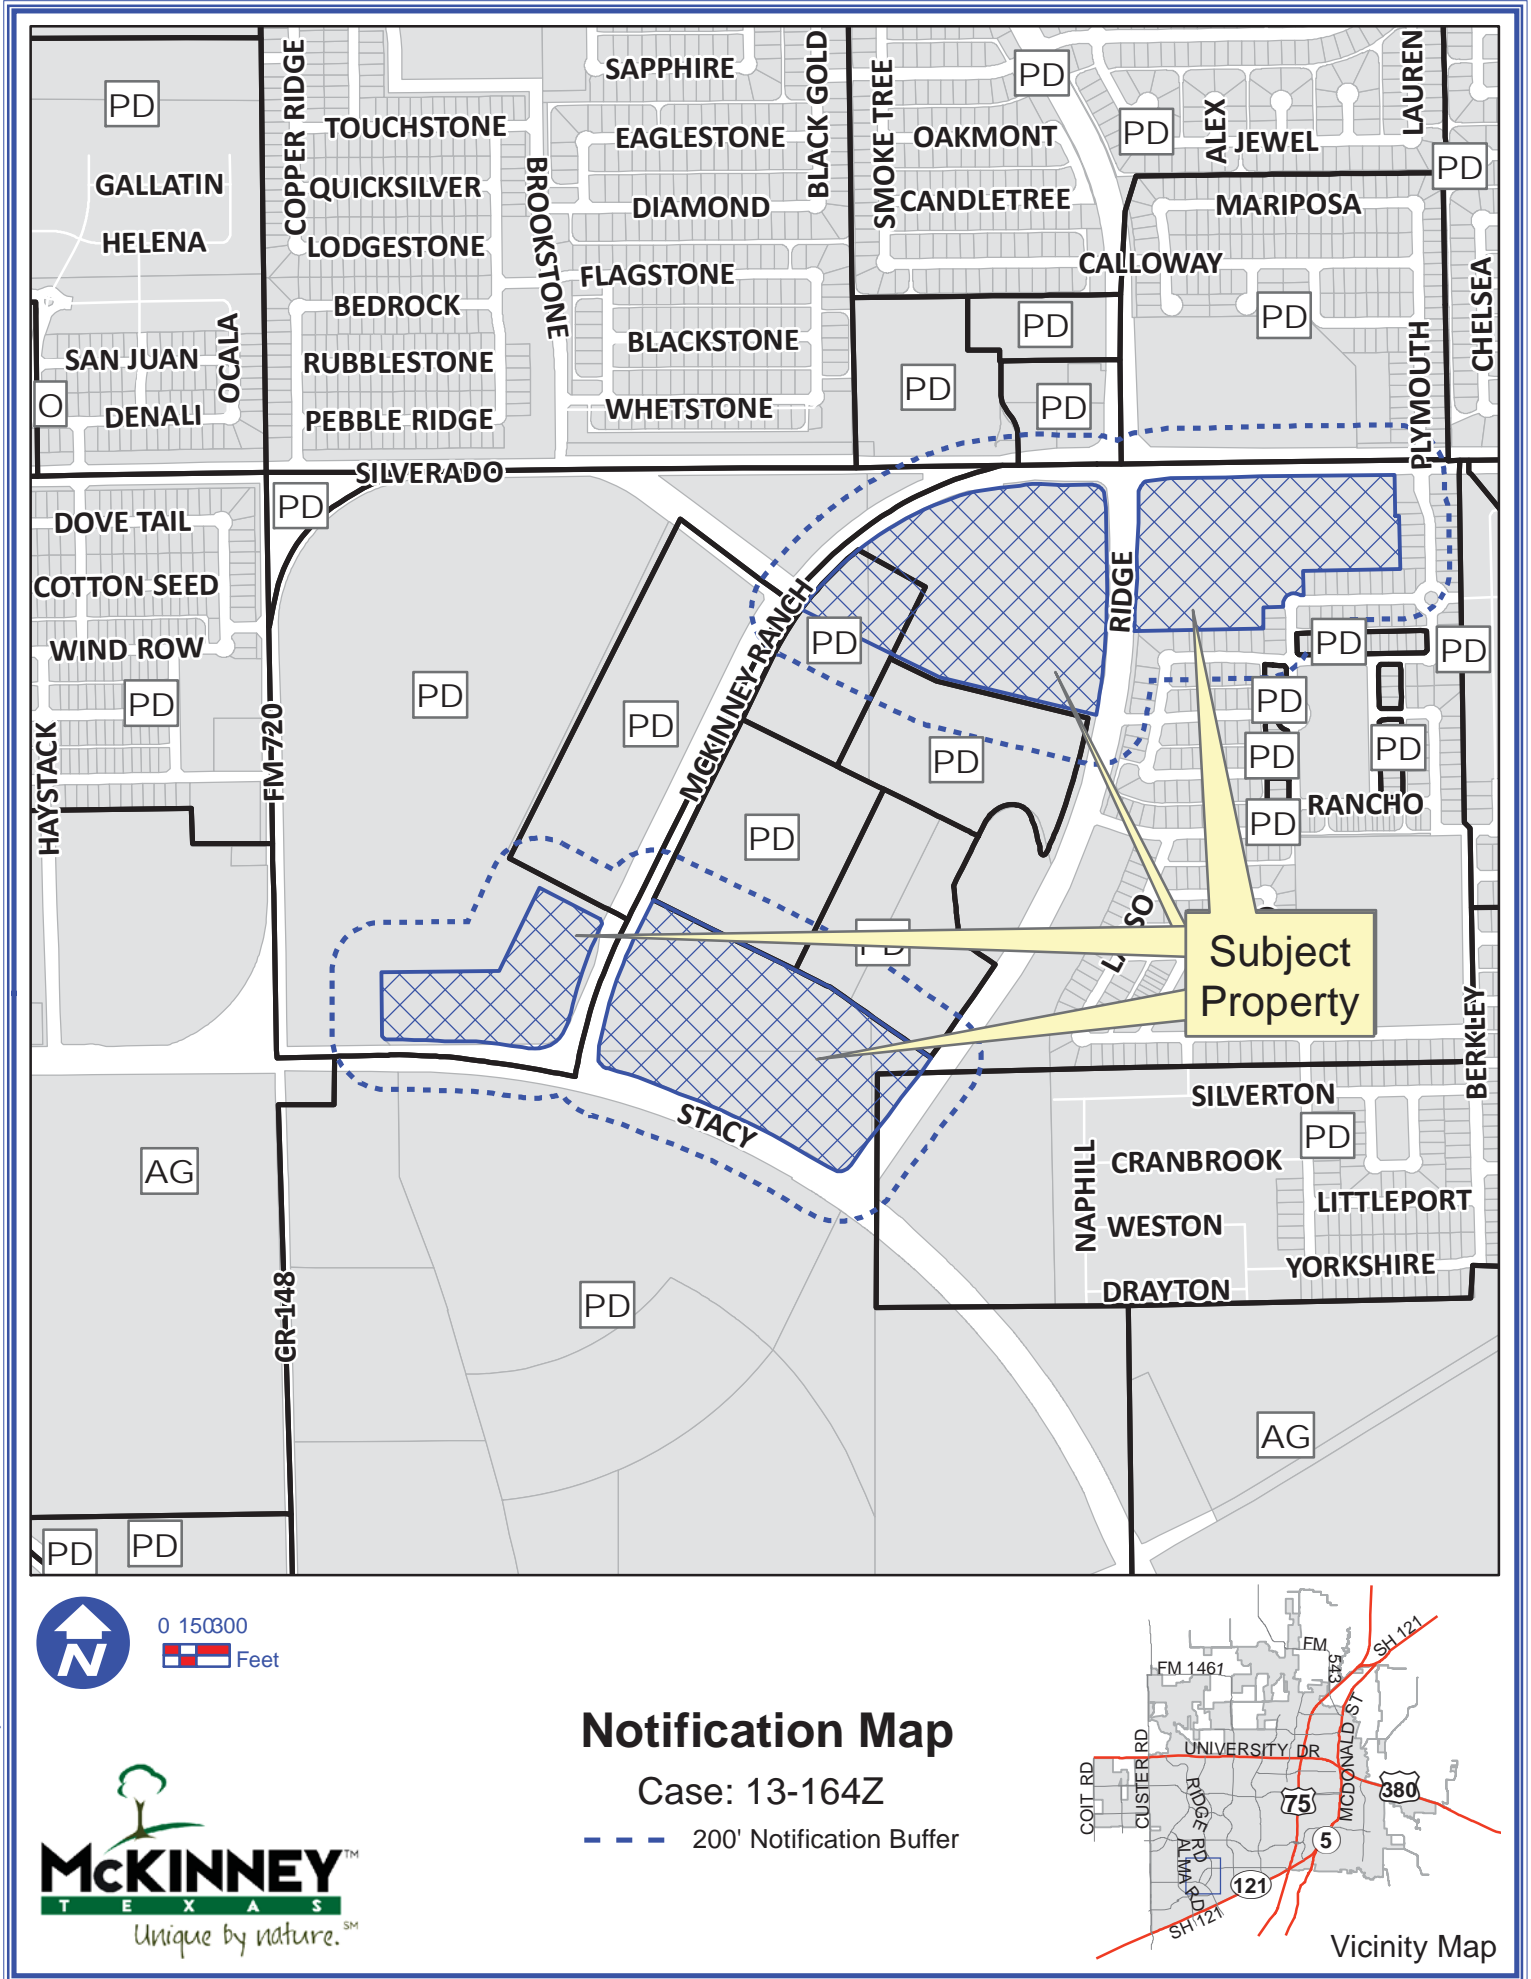 PD
GALLATIN
HELENA
SAN JUAN
DENALI
OCALA
O
COPPER RIDGE
TOUCHSTONE
QUICKSILVER
LODGESTONE
BEDROCK
RUBBLESTONE
PEBBLE RIDGE
BROOKSTONE
SAPPHIRE
EAGLESTONE
DIAMOND
FLAGSTONE
BLACKSTONE
WHETSTONE
BLACK GOLD
SMOKE TREE
OAKMONT
CANDLETREE
CALLOWAY
PD
PD
ALEX
JEWEL
LAUREN
PD
MARIPOSA
PD
PD
PD
PD
PLYMOUTH
CHELSEA
SILVERADO
PD
DOVE TAIL
COTTON SEED
WIND ROW
PD
HAYSTACK
FM 720
PD
PD
MCKINNEY RANCH
PD
PD
PD
PD
RIDGE
PD
PD
PD
PD
PD
PD
RANCHO
Subject
Property
BERKLEY
STACY
SILVERTON
PD
CRANBROOK
NAPHILL
LITTLEPORT
WESTON
YORKSHIRE
DRAYTON
AG
CR 148
PD
AG
PD
PD
N
0 150300
Feet
Notification Map
Case: 13-164Z
200' Notification Buffer
McKINNEY™
TEXAS
Unique by nature.℠
FM 1461
FM
543
SH 121
UNIVERSITY DR
MCDONALD ST
COIT RD
CUSTER RD
RIDGE RD
ALMA RD
75
380
5
121
SH 121
Vicinity Map